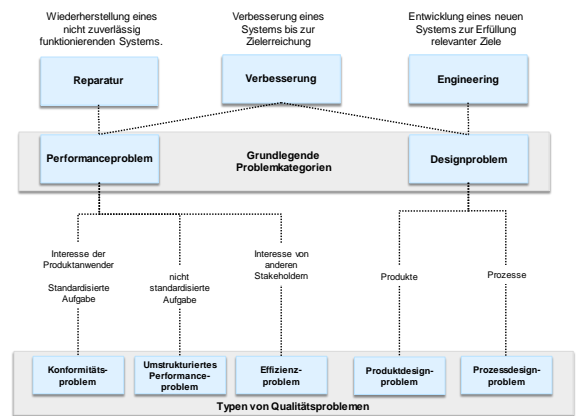 Wiederherstellung eines
nicht zuverlässig
funktionierenden Systems.
Verbesserung eines
Systems bis zur
Zielerreichung
Entwicklung eines neuen
Systems zur Erfüllung
relevanter Ziele
Reparatur
Verbesserung
Engineering
Performanceproblem
Grundlegende
Problemkategorien
Designproblem
Interesse der
Produktanwender
Standardisierte
Aufgabe
nicht
standardisierte
Aufgabe
Interesse von
anderen
Stakeholdern
Produkte
Prozesse
Konformitäts-
problem
Umstrukturiertes
Performance-
problem
Effizienz-
problem
Produktdesign-
problem
Prozessdesign-
problem
Typen von Qualitätsproblemen